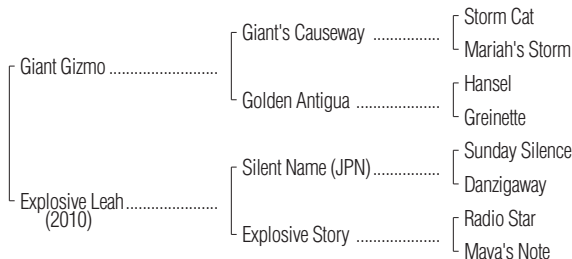 Storm Cat
Giant's Causeway ................
Mariah's Storm
Giant Gizmo ..........................
Hansel
Golden Antigua ....................
Greinette
Sunday Silence
Silent Name (JPN)................
Danzigaway
Explosive Leah......................
(2010)
Radio Star
Explosive Story ....................
Maya's Note